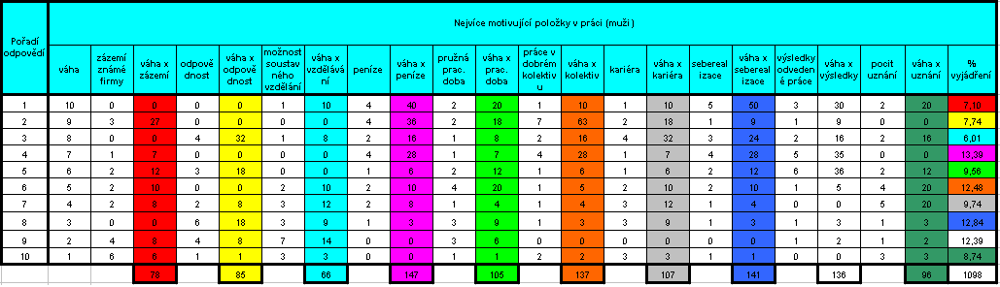 Nejvíce motivující položky v práci (muži)
Pořadí
odpovědí
váha
zázemí
známé
firmy
váha x
zázemí
odpově
dnost
váha x
odpově
dnost
možnost
soustav
ného
vzdělání
váha x
vzdělává
ní
peníze
váha x
peníze
pružná
prac.
doba
váha x
prac.
doba
práce v
dobrém
kolektiv
u
váha x
kolektiv
kariéra
váha x
kariéra
sebereal
izace
váha x
sebereal
izace
výsledky
odveden
é práce
váha x
výsledky
pocit
uznání
váha x
uznání
%
vyjádření
1 10 0 0 0 0 1 10 4 40 2 20 1 10 1 10 5 50 3 30 2 20 7,10
2 9 3 27 0 0 0 0 4 36 2 18 7 63 2 18 1 9 1 9 0 0 7,74
3 8 0 0 4 32 1 8 2 16 1 8 2 16 4 32 3 24 2 16 2 16 6,01
4 7 1 7 0 0 0 0 4 28 1 7 4 28 1 7 4 28 5 35 0 0 13,39
5 6 2 12 3 18 0 0 1 6 2 12 1 6 1 6 2 12 6 36 2 12 9,56
6 5 2 10 0 0 2 10 2 10 4 20 1 5 2 10 2 10 1 5 4 20 12,48
7 4 2 8 2 8 3 12 2 8 1 4 1 4 3 12 1 4 0 0 5 20 9,74
8 3 0 0 6 18 3 9 1 3 3 9 1 3 3 9 1 3 1 3 1 3 12,84
9 2 4 8 4 8 7 14 0 0 3 6 0 0 0 0 0 0 1 2 1 2 12,39
10 1 6 6 1 1 3 3 0 0 1 1 2 2 3 3 1 1 0 0 3 3 8,74
78 85 66 147 105 137 107 141 136 96 1098